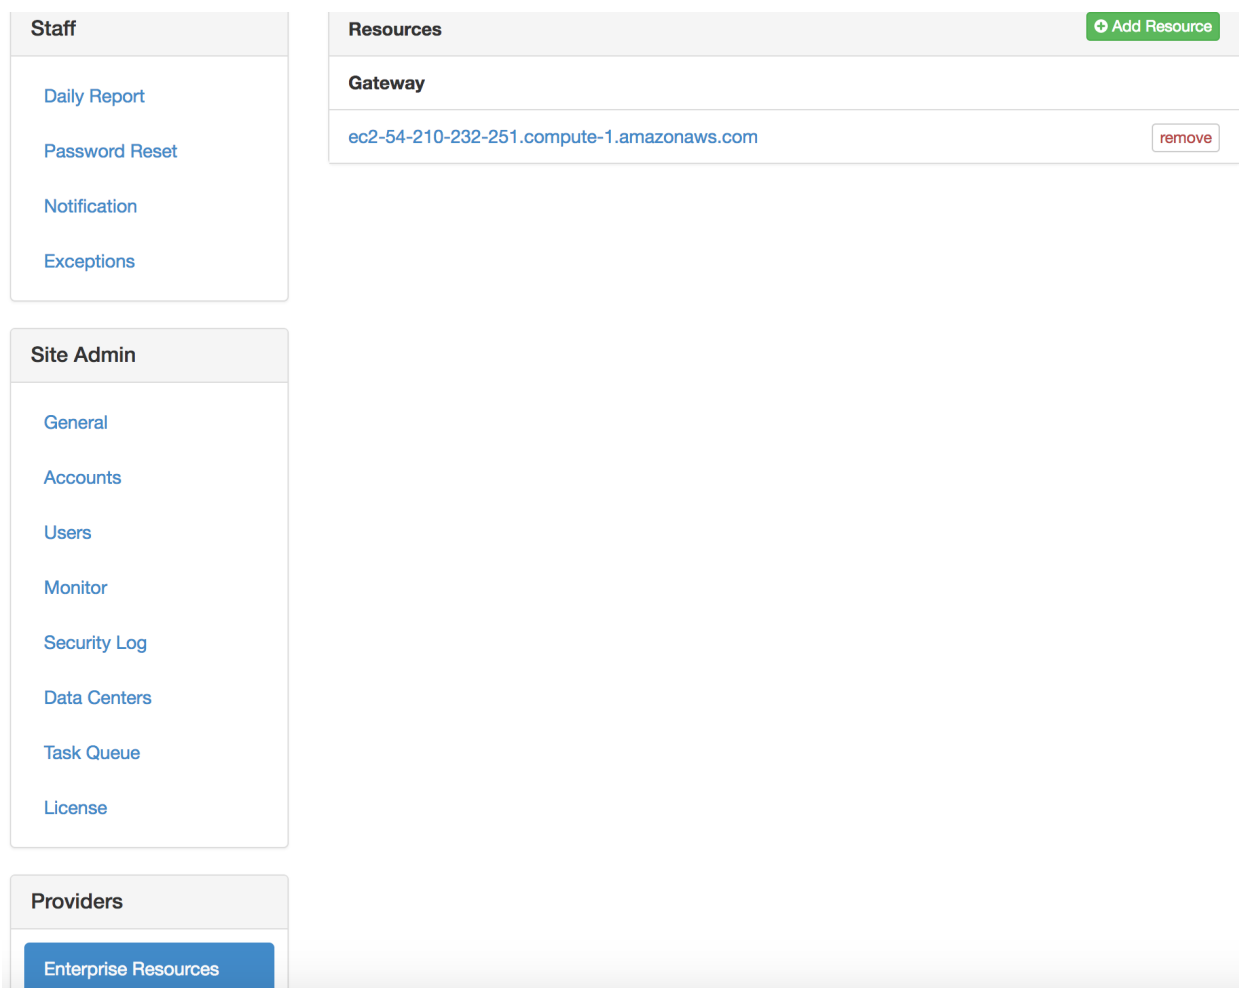 Staff
Daily Report
Password Reset
Notification
Exceptions
Site Admin
General
Accounts
Users
Monitor
Security Log
Data Centers
Task Queue
License
Providers
Enterprise Resources
Resources
Add Resource
Gateway
ec2-54-210-232-251.compute-1.amazonaws.com
remove